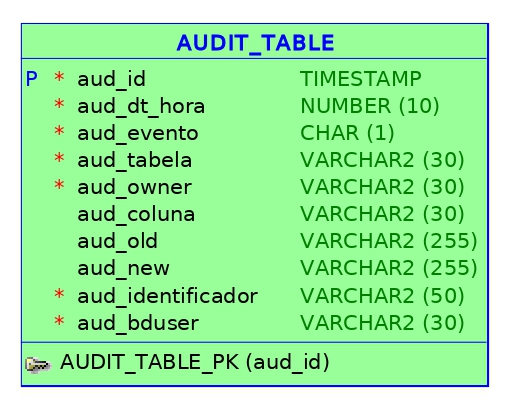 AUDIT_TABLE
P * aud_id TIMESTAMP
* aud_dt_hora NUMBER (10)
* aud_evento CHAR (1)
* aud_tabela VARCHAR2 (30)
* aud_owner VARCHAR2 (30)
aud_coluna VARCHAR2 (30)
aud_old VARCHAR2 (255)
aud_new VARCHAR2 (255)
* aud_identificador VARCHAR2 (50)
* aud_bduser VARCHAR2 (30)
AUDIT_TABLE_PK (aud_id)